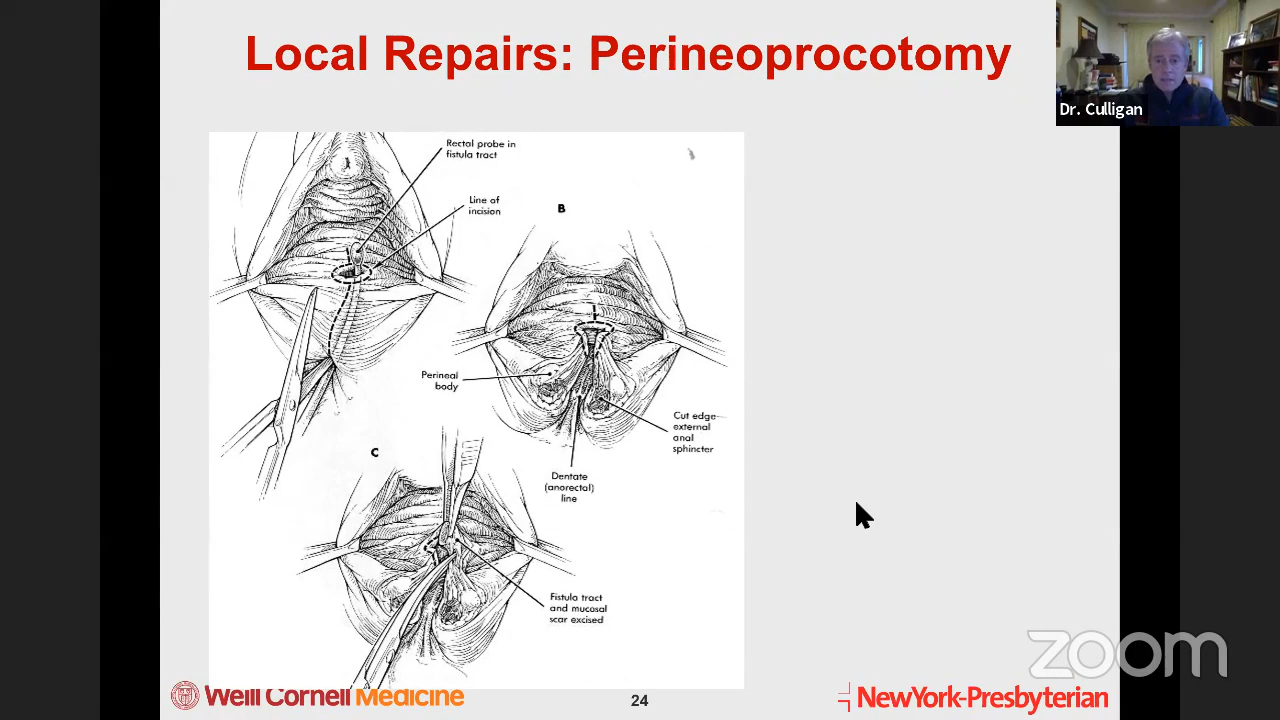 Local Repairs: Perineoprocotomy
Dr. Culligan
Rectal probe in
fistula tract
Line of
incision
B
Perineal
body
Cut edge
external
anal
sphincter
Dentate
(anorectal)
line
C
Fistula tract
and mucosal
scar excised
zoom
Weill Cornell Medicine
24
NewYork-Presbyterian